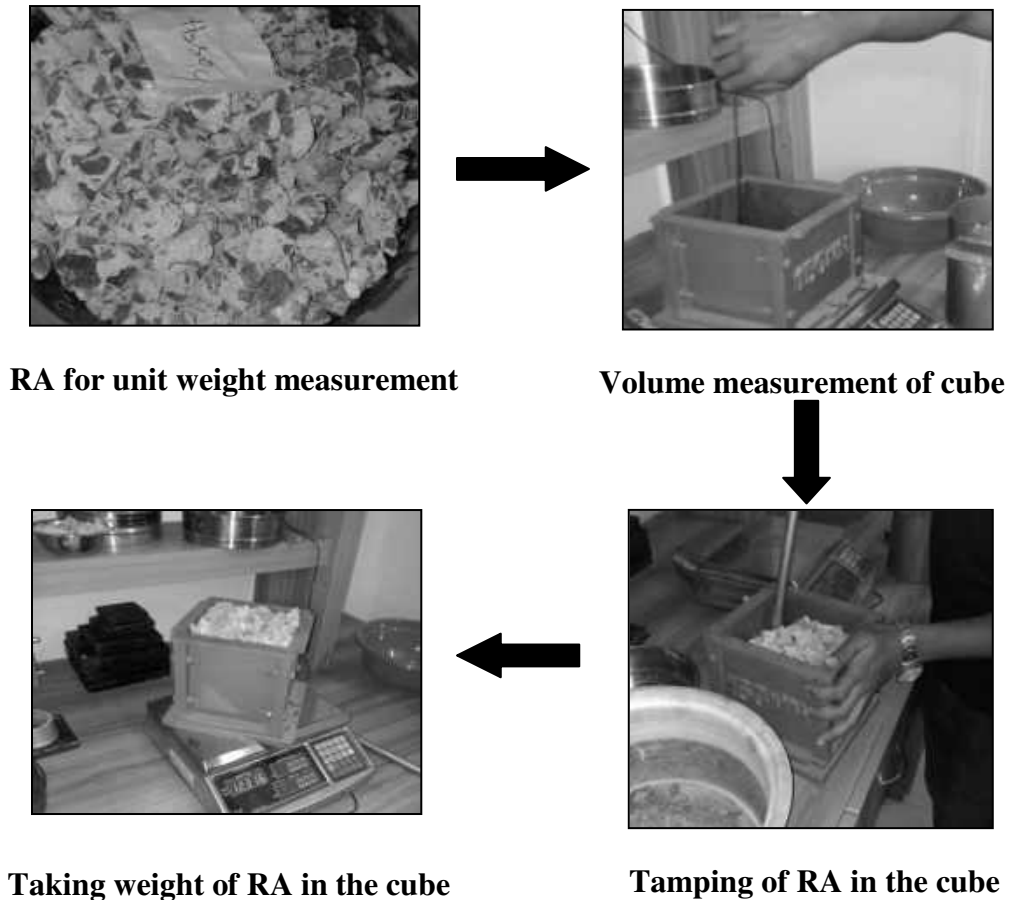 RA for unit weight measurement
Volume measurement of cube
Tamping of RA in the cube
Taking weight of RA in the cube